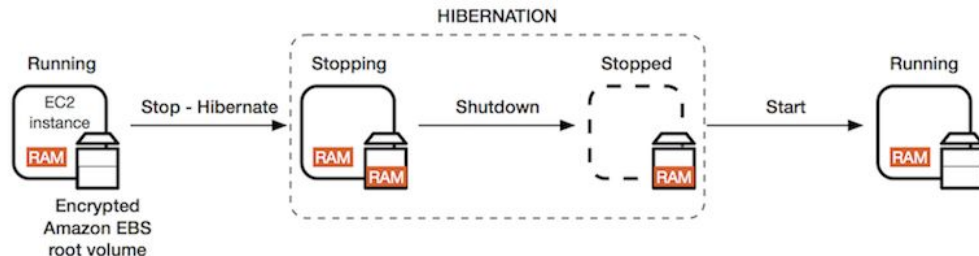 HIBERNATION
Running
Stopping
Stopped
Running
EC2
instance
Stop - Hibernate
Shutdown
Start
RAM
RAM
RAM
RAM
RAM
Encrypted
Amazon EBS
root volume